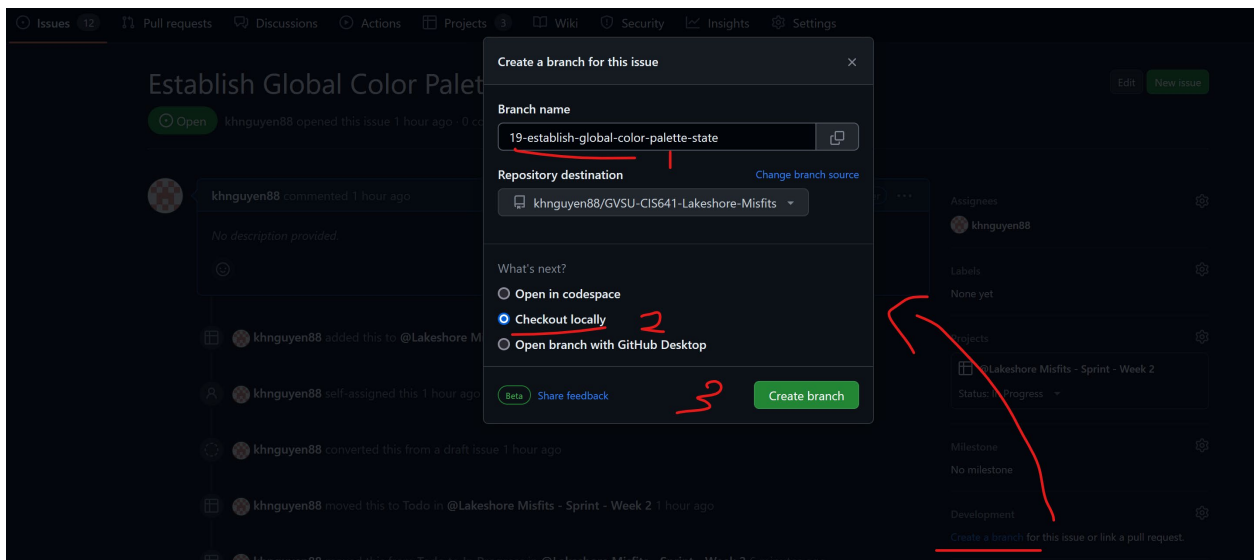 Issues 12 Pull requests Discussions Actions Projects 3 Wiki Security Insights Settings
Create a branch for this issue
Establish Global Color Palet
Edit New issue
Open khnguyen88 opened this issue 1 hour ago · 0 co
Branch name
19-establish-global-color-palette-state
1
Repository destination Change branch source
khnguyen88/GVSU-CIS641-Lakeshore-Misfits
khnguyen88 commented 1 hour ago
No description provided.
What's next?
Open in codespace
Checkout locally 2
Open branch with GitHub Desktop
Beta Share feedback 3 Create branch
Assignees
khnguyen88
Labels
None yet
Projects
@Lakeshore Misfits - Sprint - Week 2
Status: In Progress
Milestone
No milestone
Development
Create a branch for this issue or link a pull request.
khnguyen88 added this to @Lakeshore M
khnguyen88 self-assigned this 1 hour ago
khnguyen88 converted this from a draft issue 1 hour ago
khnguyen88 moved this to Todo in @Lakeshore Misfits - Sprint - Week 2 1 hour ago